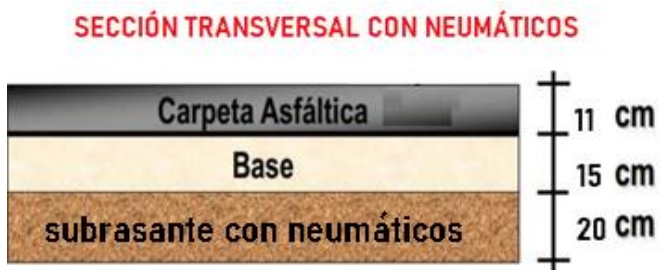 SECCIÓN TRANSVERSAL CON NEUMÁTICOS
Carpeta Asfáltica
11 cm
Base
15 cm
subrasante con neumáticos
20 cm